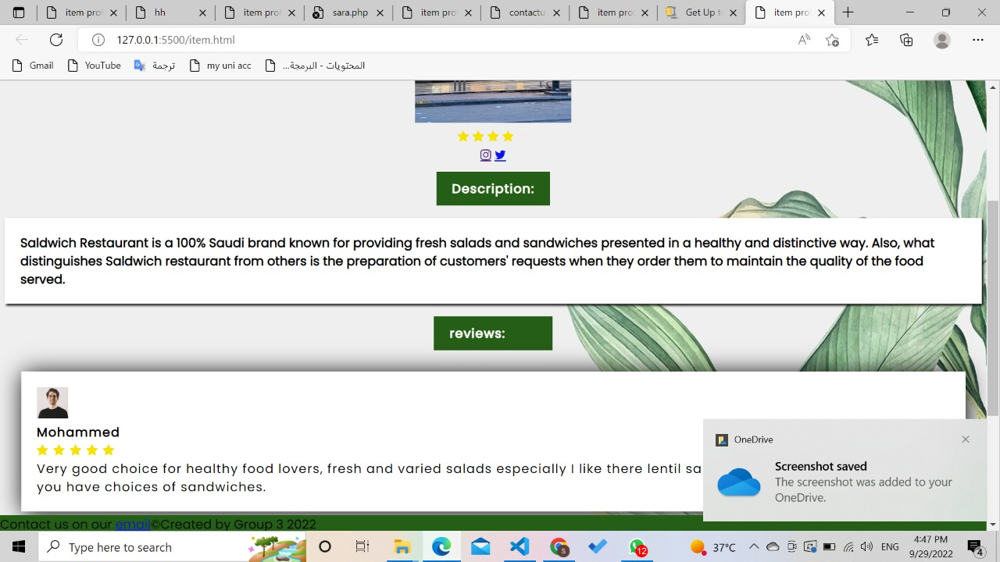 item pro
hi
item prof
sara.php
item pro
contactu
item pro
Get Up t
item pro
127.0.0.1:5500/item.html
Gmail
YouTube
ترجمة
my uni acc
المحتويات - البرمجة...
Description:
Saldwich Restaurant is a 100% Saudi brand known for providing fresh salads and sandwiches presented in a healthy and distinctive way. Also, what
distinguishes Saldwich restaurant from others is the preparation of customers' requests when they order them to maintain the quality of the food
served.
reviews:
Mohammed
Very good choice for healthy food lovers, fresh and varied salads especially I like there lentil sa
you have choices of sandwiches.
OneDrive
Screenshot saved
The screenshot was added to your
OneDrive.
Contact us on our email©Created by Group 3 2022
Type here to search
S
12
37°C
ENG
4:47 PM
9/29/2022
4